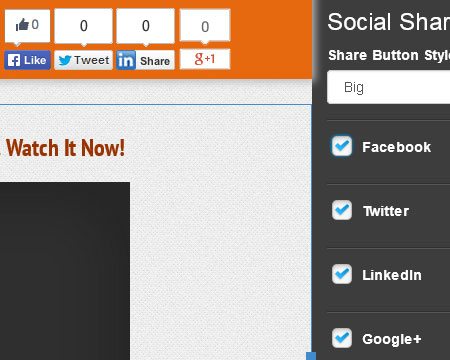 0 0 0 0
Like Tweet in Share g+1
Watch It Now!
Social Shar
Share Button Style
Big
Facebook
Twitter
LinkedIn
Google+